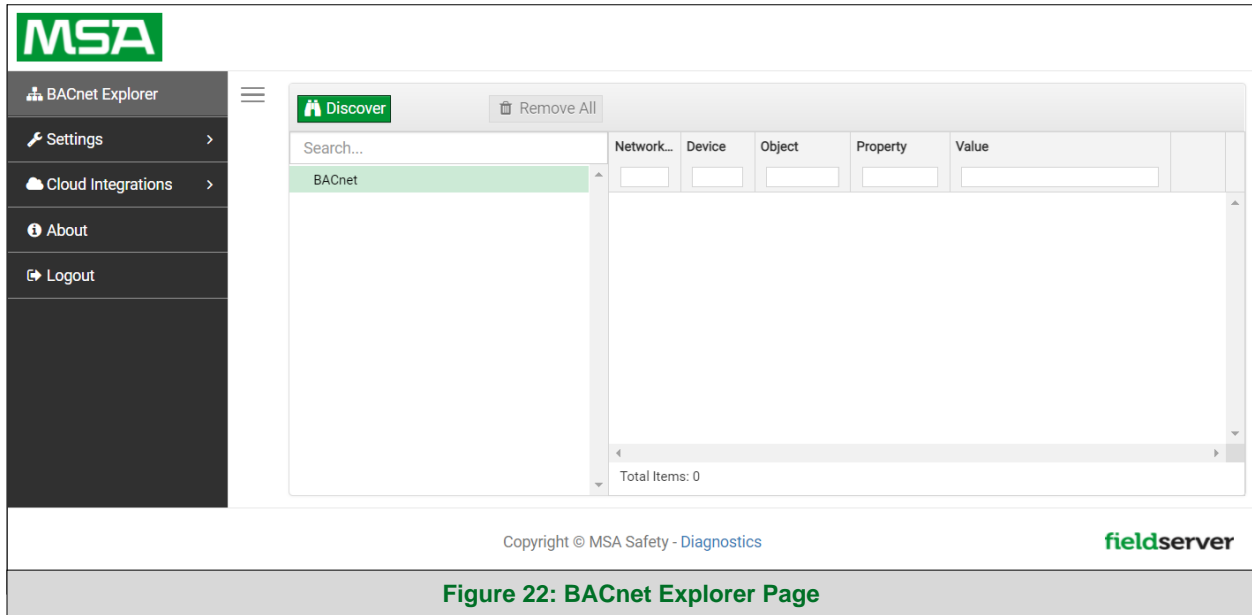 MSA
BACnet Explorer
Settings
Cloud Integrations
About
Logout
Discover
Remove All
Search...
BACnet
Network... Device Object Property Value
Total Items: 0
Copyright © MSA Safety - Diagnostics
fieldserver
Figure 22: BACnet Explorer Page